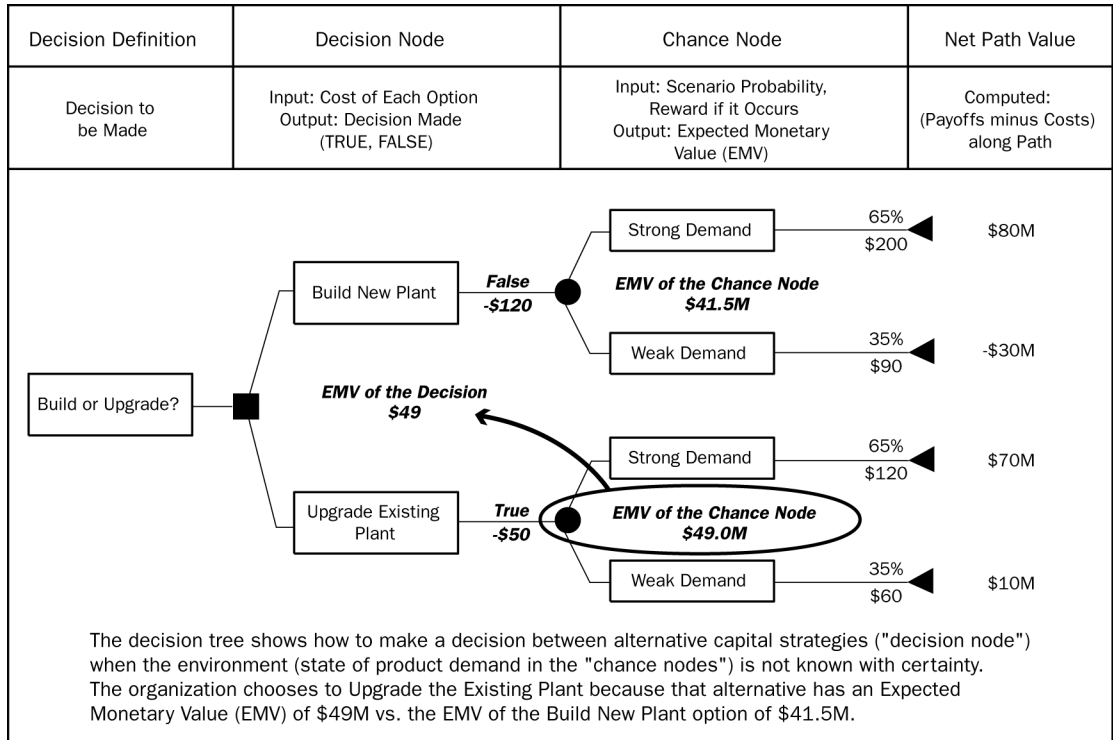 Decision Definition
Decision Node
Chance Node
Net Path Value
Decision to
be Made
Input: Cost of Each Option
Output: Decision Made
(TRUE, FALSE)
Input: Scenario Probability,
Reward if it Occurs
Output: Expected Monetary
Value (EMV)
Computed:
(Payoffs minus Costs)
along Path
Build or Upgrade?
Build New Plant
False
-$120
Strong Demand
65%
$200
$80M
EMV of the Chance Node
$41.5M
Weak Demand
35%
$90
-$30M
EMV of the Decision
$49
Upgrade Existing
Plant
True
-$50
Strong Demand
65%
$120
$70M
EMV of the Chance Node
$49.0M
Weak Demand
35%
$60
$10M
The decision tree shows how to make a decision between alternative capital strategies ("decision node")
when the environment (state of product demand in the "chance nodes") is not known with certainty.
The organization chooses to Upgrade the Existing Plant because that alternative has an Expected
Monetary Value (EMV) of $49M vs. the EMV of the Build New Plant option of $41.5M.